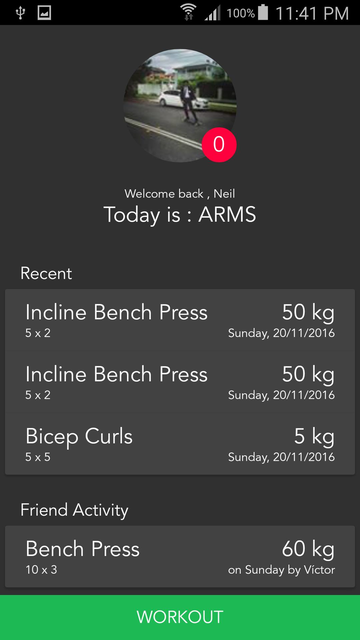 100% 11:41 PM
0
Welcome back , Neil
Today is : ARMS
Recent
Incline Bench Press 50 kg
5 x 2 Sunday, 20/11/2016
Incline Bench Press 50 kg
5 x 2 Sunday, 20/11/2016
Bicep Curls 5 kg
5 x 5 Sunday, 20/11/2016
Friend Activity
Bench Press 60 kg
10 x 3 on Sunday by Victor
WORKOUT